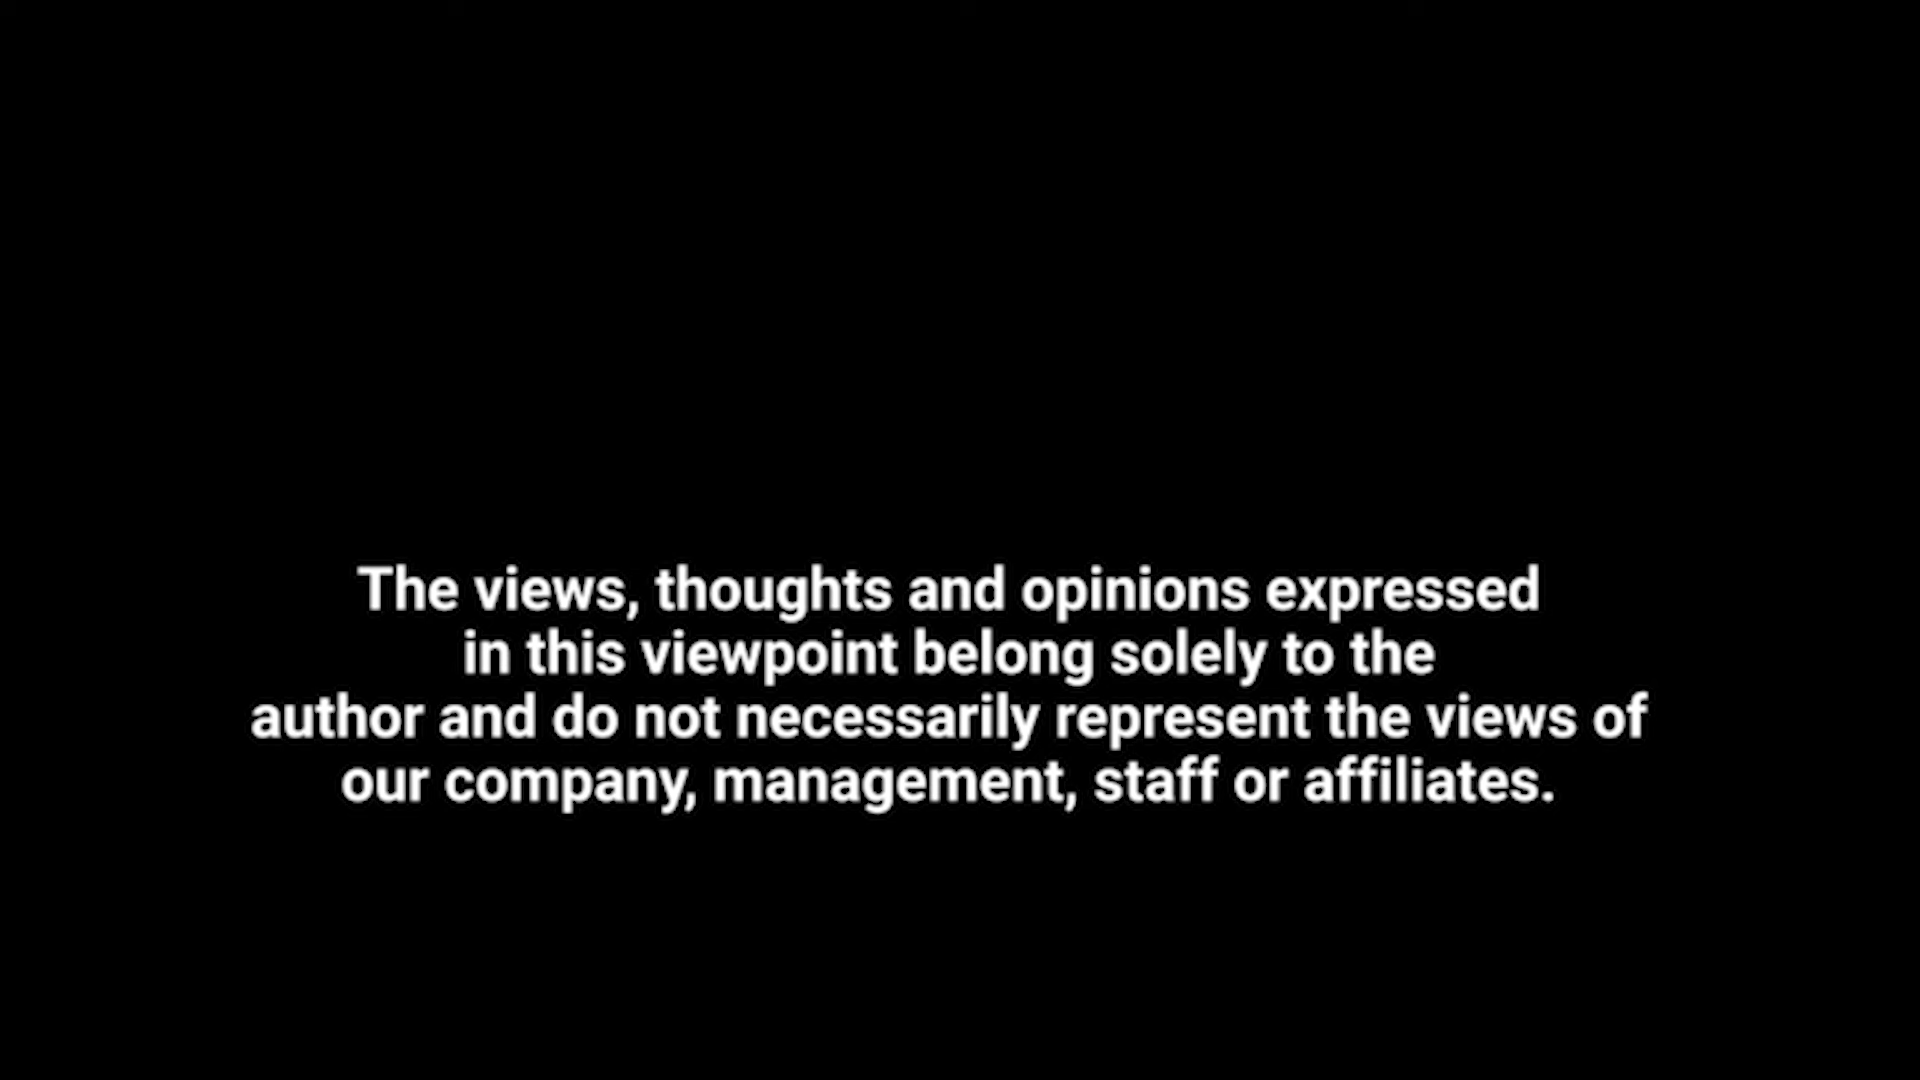 The views, thoughts and opinions expressed
in this viewpoint belong solely to the
author and do not necessarily represent the views of
our company, management, staff or affiliates.